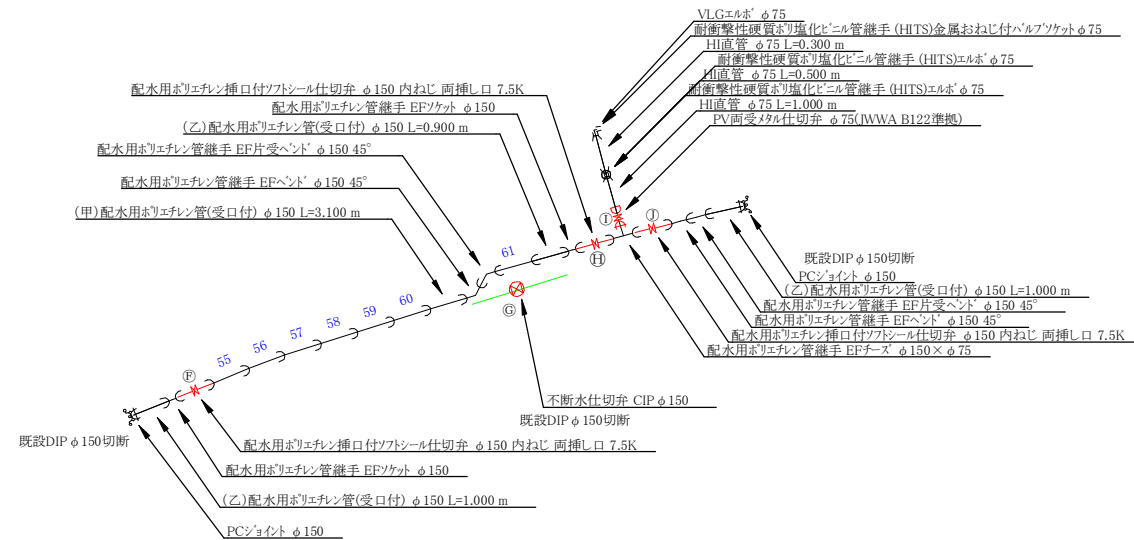 VLGｴﾙﾎﾞ φ75
耐衝撃性硬質ﾎﾟﾘ塩化ﾋﾞﾆﾙ管継手 (HITS)金属おねじ付ﾊﾞﾙﾌﾞｿｹｯﾄφ75
HI直管 φ75 L=0.300 m
耐衝撃性硬質ﾎﾟﾘ塩化ﾋﾞﾆﾙ管継手 (HITS)ｴﾙﾎﾞφ75
HI直管 φ75 L=0.500 m
耐衝撃性硬質ﾎﾟﾘ塩化ﾋﾞﾆﾙ管継手 (HITS)ｴﾙﾎﾞφ75
HI直管 φ75 L=1.000 m
PV両受ﾒﾀﾙ仕切弁 φ75(JWWA B122準拠)
配水用ﾎﾟﾘｴﾁﾚﾝ挿口付ｿﾌﾄｼｰﾙ仕切弁 φ150 内ねじ 両挿し口 7.5K
配水用ﾎﾟﾘｴﾁﾚﾝ管継手 EFｿｹｯﾄ φ150
(乙)配水用ﾎﾟﾘｴﾁﾚﾝ管(受口付) φ150 L=0.900 m
配水用ﾎﾟﾘｴﾁﾚﾝ管継手 EF片受ﾍﾞﾝﾄﾞ φ150 45°
配水用ﾎﾟﾘｴﾁﾚﾝ管継手 EFﾍﾞﾝﾄﾞ φ150 45°
(甲)配水用ﾎﾟﾘｴﾁﾚﾝ管(受口付) φ150 L=3.100 m
Ⓘ
Ⓙ
Ⓗ
61
Ⓖ
60
59
58
57
56
55
Ⓕ
既設DIPφ150切断
PCｼﾞｮｲﾝﾄ φ150
(乙)配水用ﾎﾟﾘｴﾁﾚﾝ管(受口付) φ150 L=1.000 m
配水用ﾎﾟﾘｴﾁﾚﾝ管継手 EF片受ﾍﾞﾝﾄﾞ φ150 45°
配水用ﾎﾟﾘｴﾁﾚﾝ管継手 EFﾍﾞﾝﾄﾞ φ150 45°
配水用ﾎﾟﾘｴﾁﾚﾝ挿口付ｿﾌﾄｼｰﾙ仕切弁 φ150 内ねじ 両挿し口 7.5K
配水用ﾎﾟﾘｴﾁﾚﾝ管継手 EFﾁｰｽﾞ φ150×φ75
不断水仕切弁 CIPφ150
既設DIPφ150切断
既設DIPφ150切断
配水用ﾎﾟﾘｴﾁﾚﾝ挿口付ｿﾌﾄｼｰﾙ仕切弁 φ150 内ねじ 両挿し口 7.5K
配水用ﾎﾟﾘｴﾁﾚﾝ管継手 EFｿｹｯﾄ φ150
(乙)配水用ﾎﾟﾘｴﾁﾚﾝ管(受口付) φ150 L=1.000 m
PCｼﾞｮｲﾝﾄ φ150